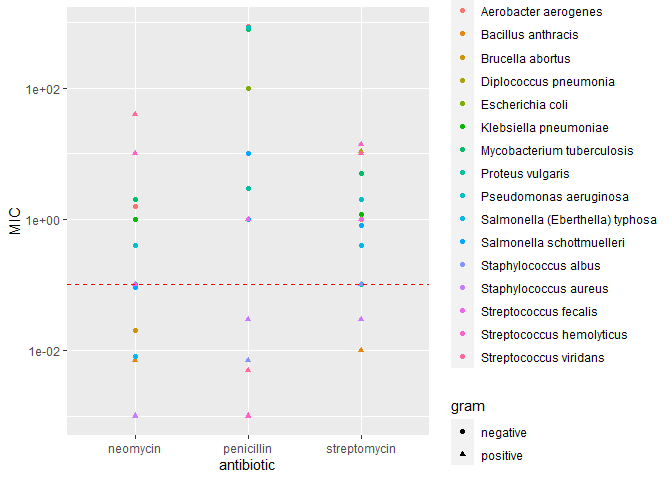 1e+02
1e+00
1e-02
MIC
neomycin penicillin streptomycin
antibiotic
Aerobacter aerogenes
Bacillus anthracis
Brucella abortus
Diplococcus pneumonia
Escherichia coli
Klebsiella pneumoniae
Mycobacterium tuberculosis
Proteus vulgaris
Pseudomonas aeruginosa
Salmonella (Eberthella) typhosa
Salmonella schottmuelleri
Staphylococcus albus
Staphylococcus aureus
Streptococcus fecalis
Streptococcus hemolyticus
Streptococcus viridans
gram
negative
positive